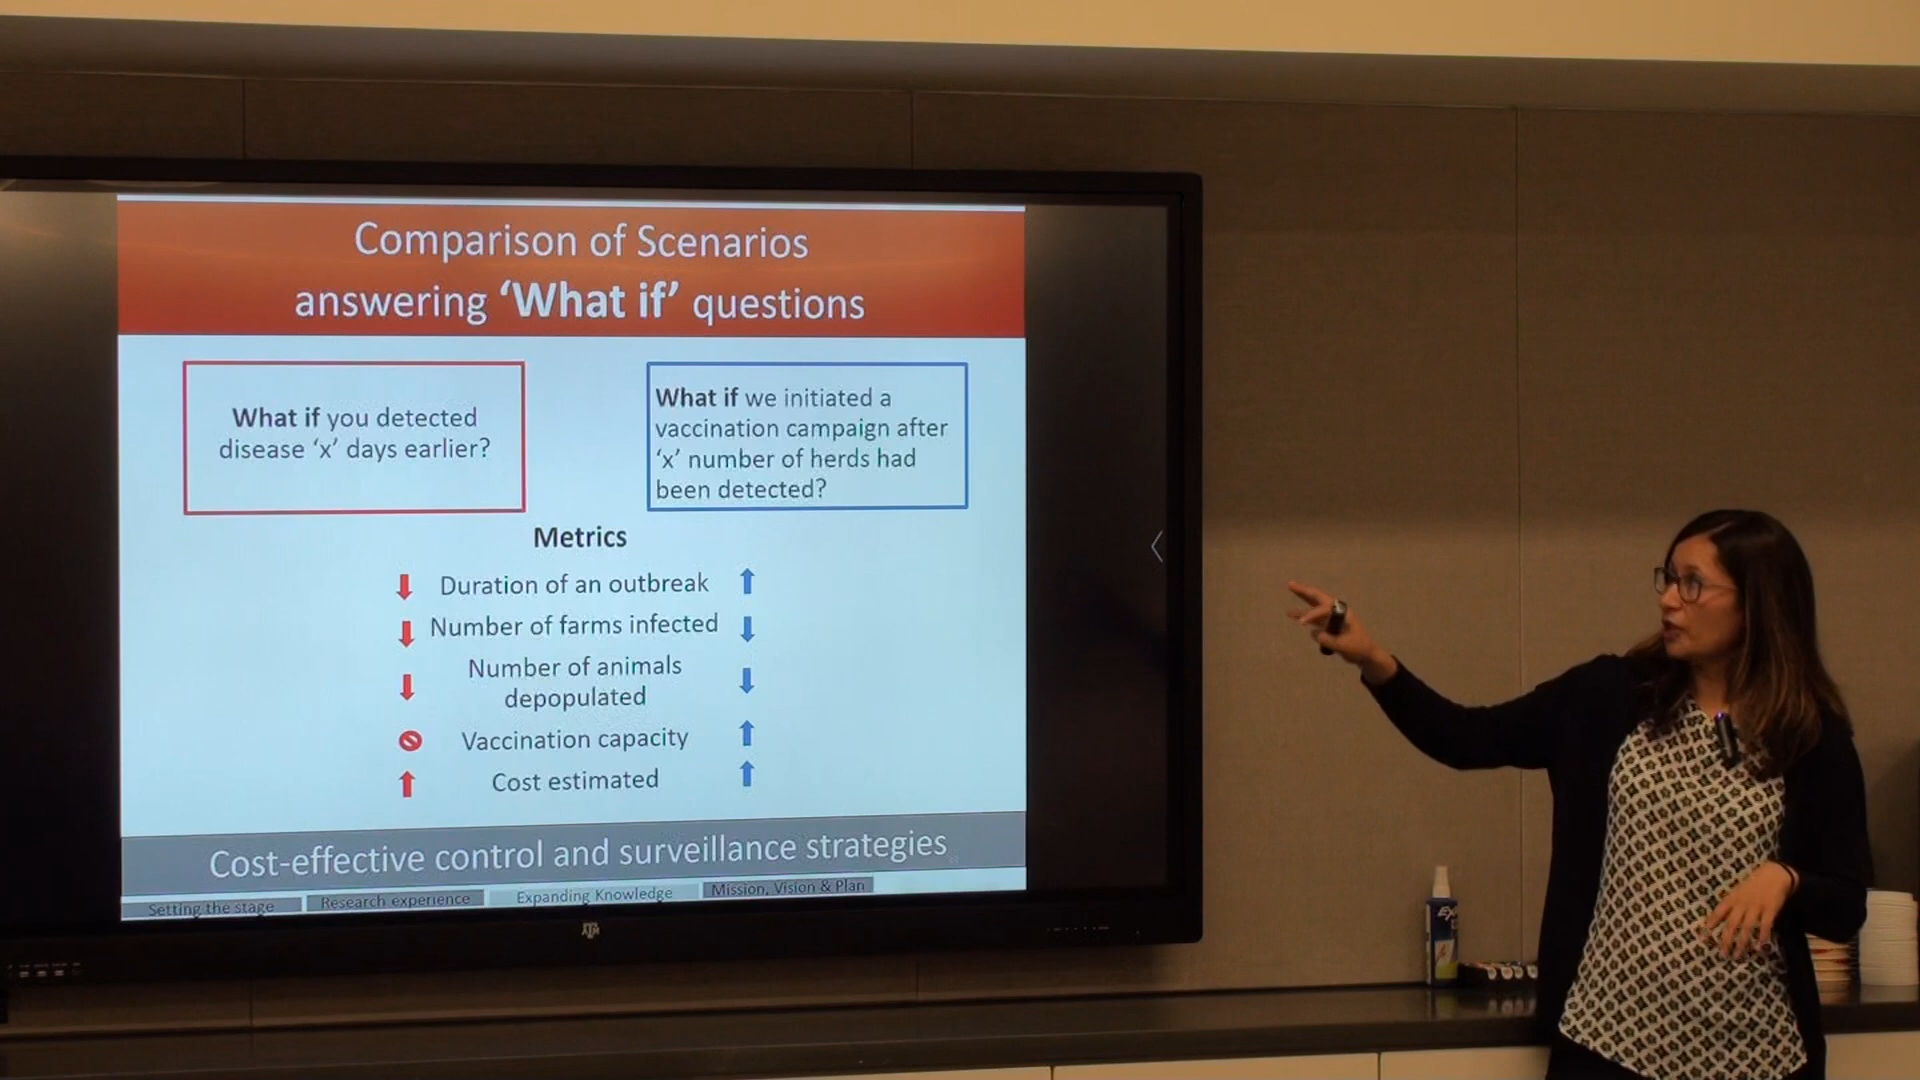 Comparison of Scenarios
answering ‘What if’ questions
What if you detected
disease ‘x’ days earlier?
What if we initiated a
vaccination campaign after
‘x’ number of herds had
been detected?
Metrics
Duration of an outbreak
Number of farms infected
Number of animals
depopulated
Vaccination capacity
Cost estimated
Cost-effective control and surveillance strategies
Setting the stage
Research experience
Expanding Knowledge
Mission, Vision & Plan
ATM